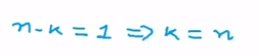 n-k = 1 ⇒ k = n